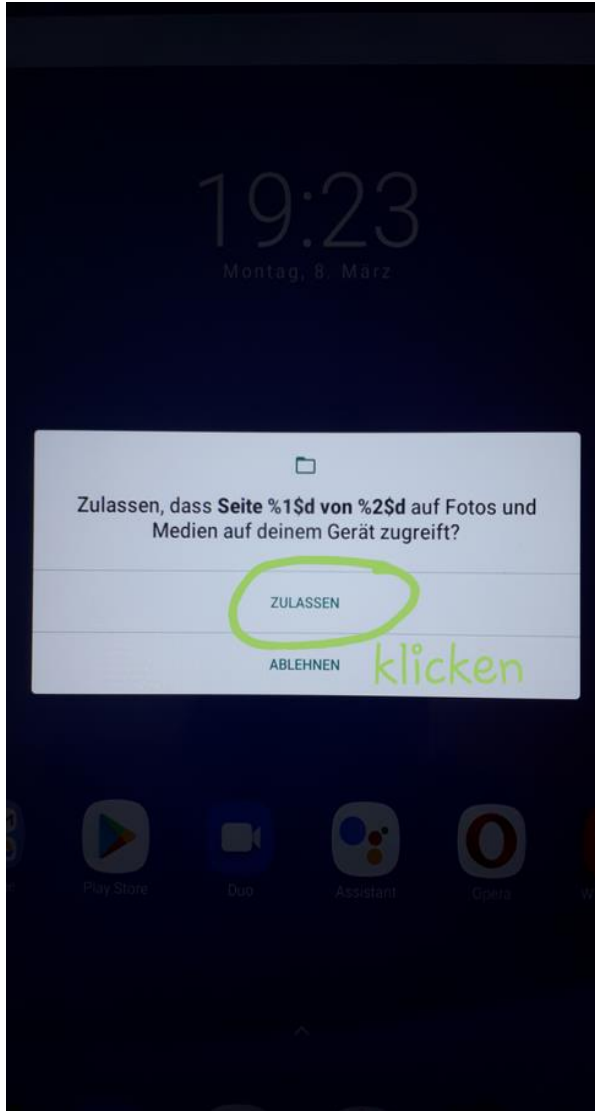 19:23
Montag, 8. März
Zulassen, dass Seite %1$d von %2$d auf Fotos und
Medien auf deinem Gerät zugreift?
ZULASSEN
ABLEHNEN
klicken
Play Store
Duo
Assistant
Opera